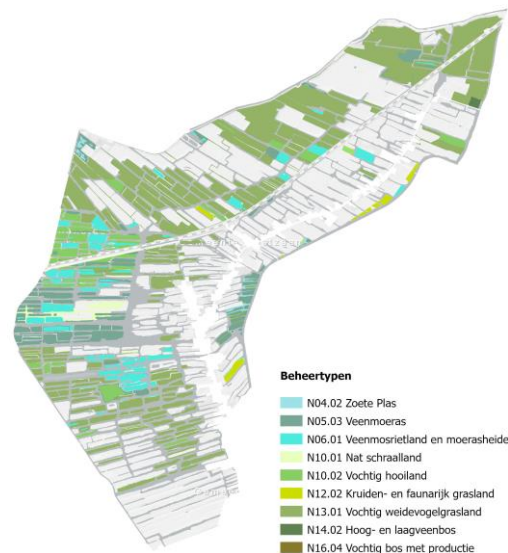 Beheertypen
N04.02 Zoete Plas
N05.03 Veenmoeras
N06.01 Veenmosrietland en moerasheide
N10.01 Nat schraalland
N10.02 Vochtig hooiland
N12.02 Kruiden- en faunarijk grasland
N13.01 Vochtig weidevogelgrasland
N14.02 Hoog- en laagveenbos
N16.04 Vochtig bos met productie